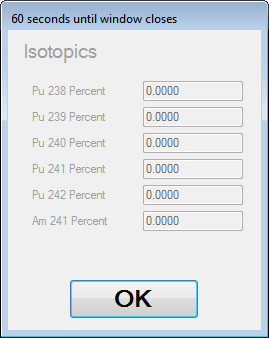 60 seconds until window closes
Isotopics
Pu 238 Percent 0.0000
Pu 239 Percent 0.0000
Pu 240 Percent 0.0000
Pu 241 Percent 0.0000
Pu 242 Percent 0.0000
Am 241 Percent 0.0000
OK